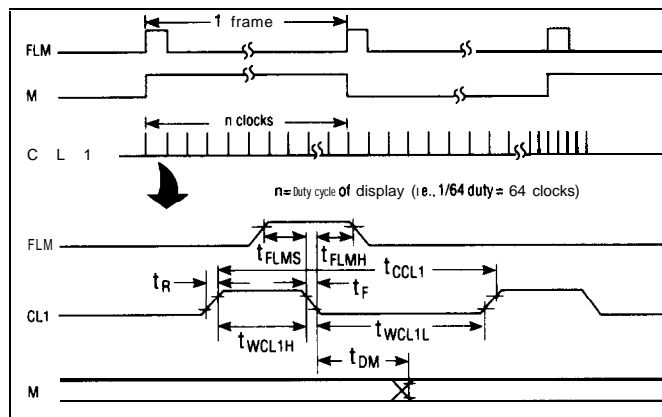 1 frame
FLM
M
n clocks
C L 1
n= Duty cycle of display (ie., 1/64 duty = 64 clocks)
FLM
tFLMS tFLMH
tR tCCL1
tF
CL1
tWCL1H tWCL1L
tDM
M